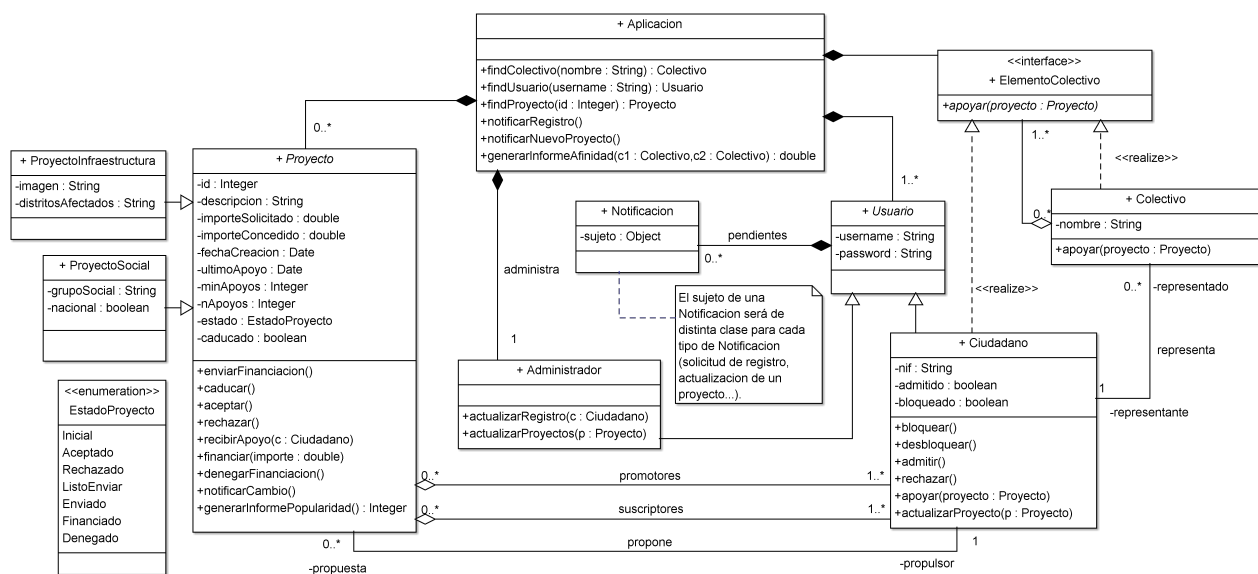 + Aplicacion
+findColectivo(nombre : String) : Colectivo
+findUsuario(username : String) : Usuario
+findProyecto(id : Integer) : Proyecto
+notificarRegistro()
+notificarNuevoProyecto()
+generarInformeAfinidad(c1 : Colectivo,c2 : Colectivo) : double
<<interface>>
+ ElementoColectivo
+apoyar(proyecto : Proyecto)
0..*
1..*
<<realize>>
+ ProyectoInfraestructura
-imagen : String
-distritosAfectados : String
+ ProyectoSocial
-grupoSocial : String
-nacional : boolean
<<enumeration>>
EstadoProyecto
Inicial
Aceptado
Rechazado
ListoEnviar
Enviado
Financiado
Denegado
+ Proyecto
-id : Integer
-descripcion : String
-importeSolicitado : double
-importeConcedido : double
-fechaCreacion : Date
-ultimoApoyo : Date
-minApoyos : Integer
-nApoyos : Integer
-estado : EstadoProyecto
-caducado : boolean
+enviarFinanciacion()
+caducar()
+aceptar()
+rechazar()
+recibirApoyo(c : Ciudadano)
+financiar(importe : double)
+denegarFinanciacion()
+notificarCambio()
+generarInformePopularidad() : Integer
administra
1
+ Notificacion
-sujeto : Object
pendientes
0..*
1..*
+ Usuario
-username : String
-password : String
0..*
+ Colectivo
-nombre : String
+apoyar(proyecto : Proyecto)
El sujeto de una
Notificacion será de
distinta clase para cada
tipo de Notificacion
(solicitud de registro,
actualizacion de un
proyecto...).
<<realize>>
0..*
-representado
representa
1
-representante
+ Administrador
+actualizarRegistro(c : Ciudadano)
+actualizarProyectos(p : Proyecto)
+ Ciudadano
-nif : String
-admitido : boolean
-bloqueado : boolean
+bloquear()
+desbloquear()
+admitir()
+rechazar()
+apoyar(proyecto : Proyecto)
+actualizarProyecto(p : Proyecto)
0..*
promotores
1..*
0..*
suscriptores
1..*
0..*
propone
1
-propuesta
-propulsor